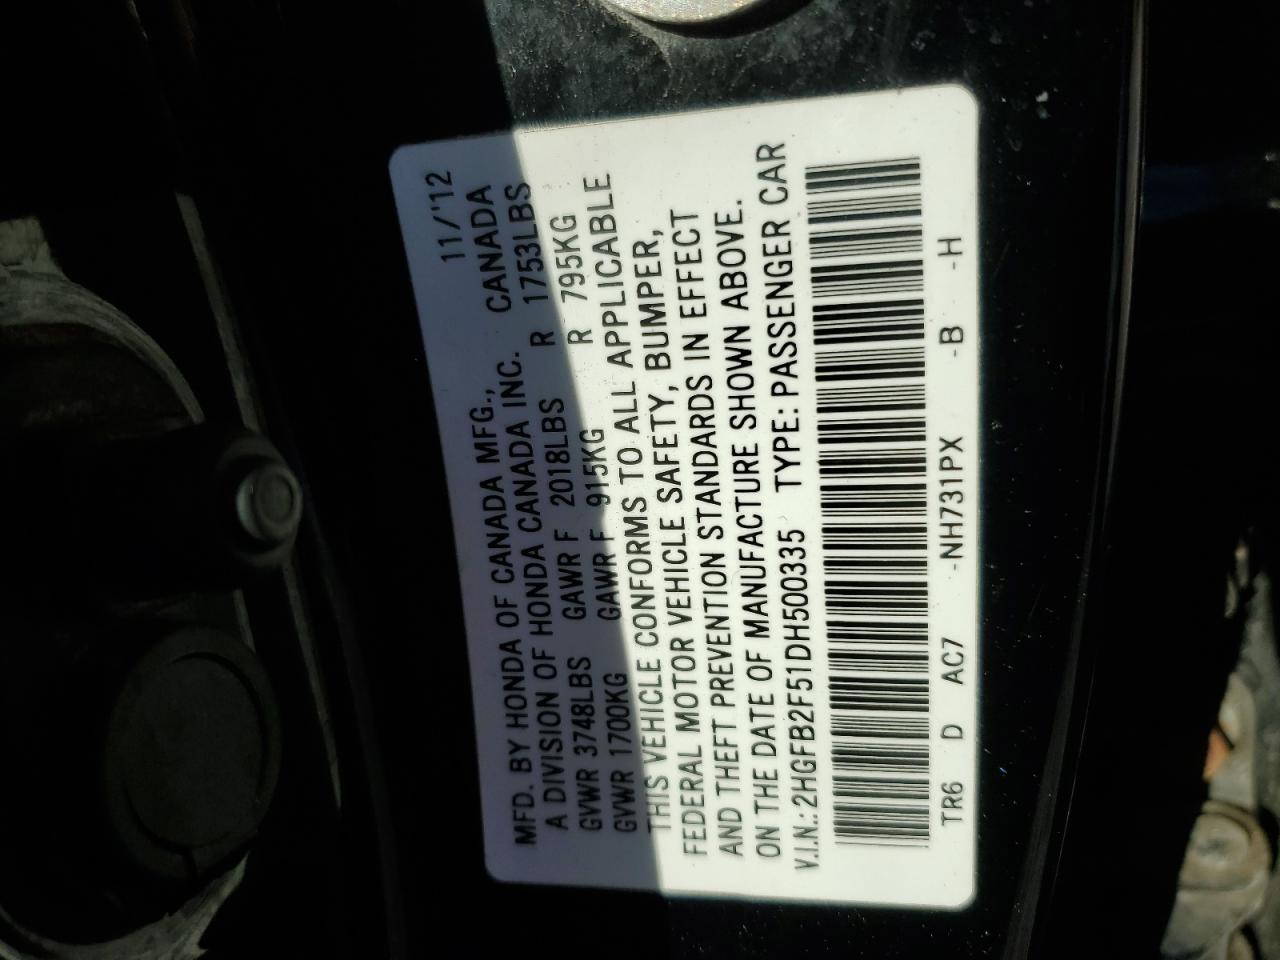 MFD. BY HONDA OF CANADA MFG., CANADA 11/'12
A DIVISION OF HONDA CANADA INC.
GVWR 3748LBS GAWR F 2018LBS R 1753LBS
GVWR 1700KG GAWR F 915KG R 795KG
THIS VEHICLE CONFORMS TO ALL APPLICABLE
FEDERAL MOTOR VEHICLE SAFETY, BUMPER,
AND THEFT PREVENTION STANDARDS IN EFFECT
ON THE DATE OF MANUFACTURE SHOWN ABOVE.
V.I.N.:2HGFB2F51DH500335 TYPE: PASSENGER CAR
TR6 D AC7 -NH731PX -B -H